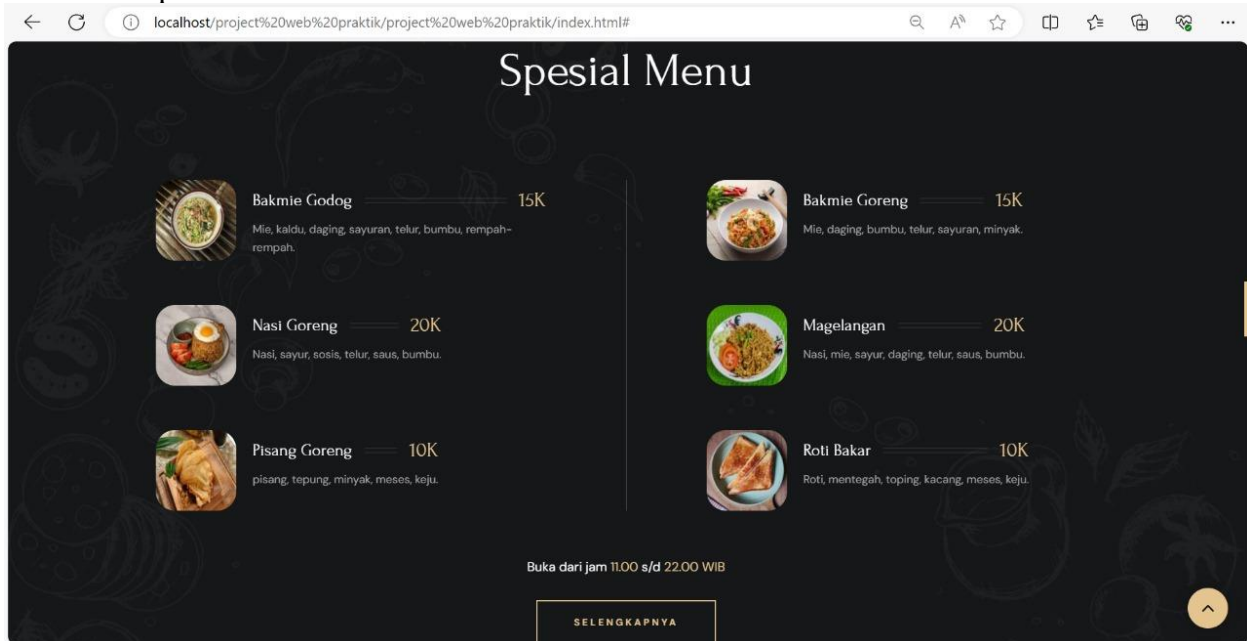 localhost/project%20web%20praktik/project%20web%20praktik/index.html#
Spesial Menu
Bakmie Godog 15K
Mie, kaldu, daging, sayuran, telur, bumbu, rempah-
rempah.
Nasi Goreng 20K
Nasi, sayur, sosis, telur, saus, bumbu.
Pisang Goreng 10K
pisang, tepung, minyak, meses, keju.
Bakmie Goreng 15K
Mie, daging, bumbu, telur, sayuran, minyak.
Magelangan 20K
Nasi, mie, sayur, daging, telur, saus, bumbu.
Roti Bakar 10K
Roti, mentegah, toping, kacang, meses, keju.
Buka dari jam 11.00 s/d 22.00 WIB
SELENGKAPNYA